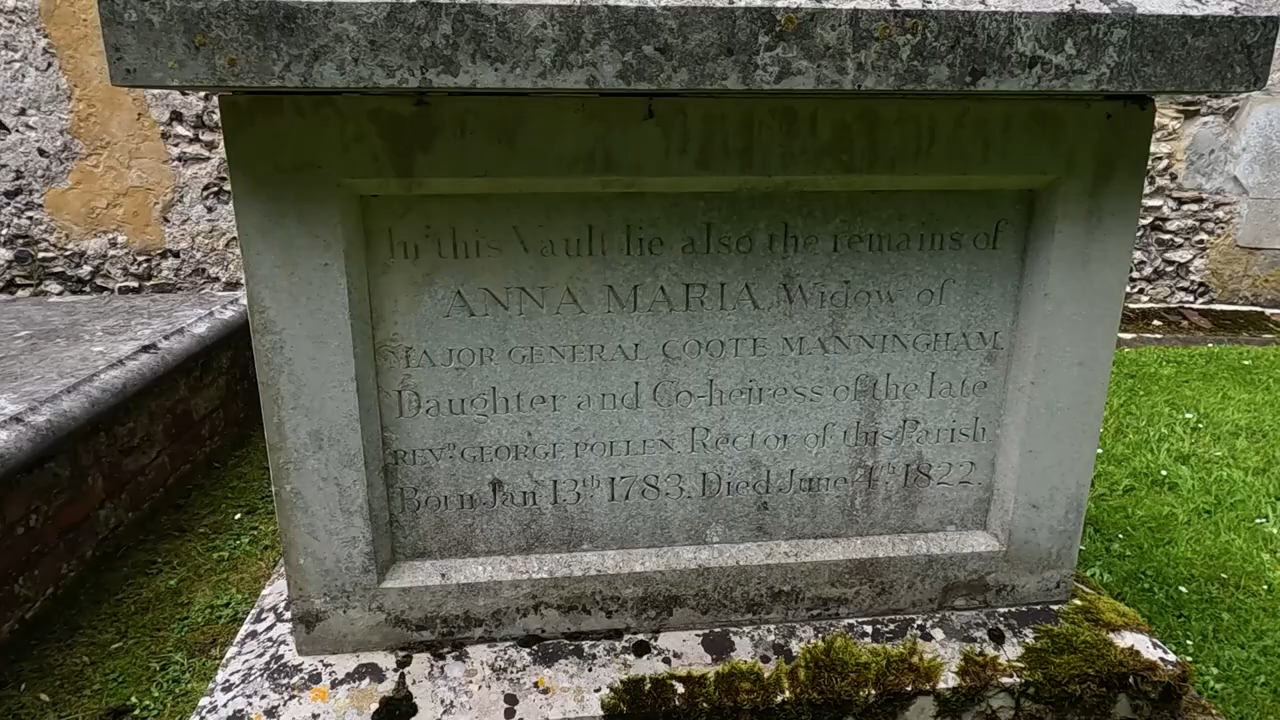 In this Vault lie also the remains of
ANNA MARIA, Widow of
MAJOR GENERAL COOTE MANNINGHAM.
Daughter and Co-heiress of the late
REVD. GEORGE POLLEN, Rector of this Parish.
Born Jan 13th 1783. Died June 4th 1822.